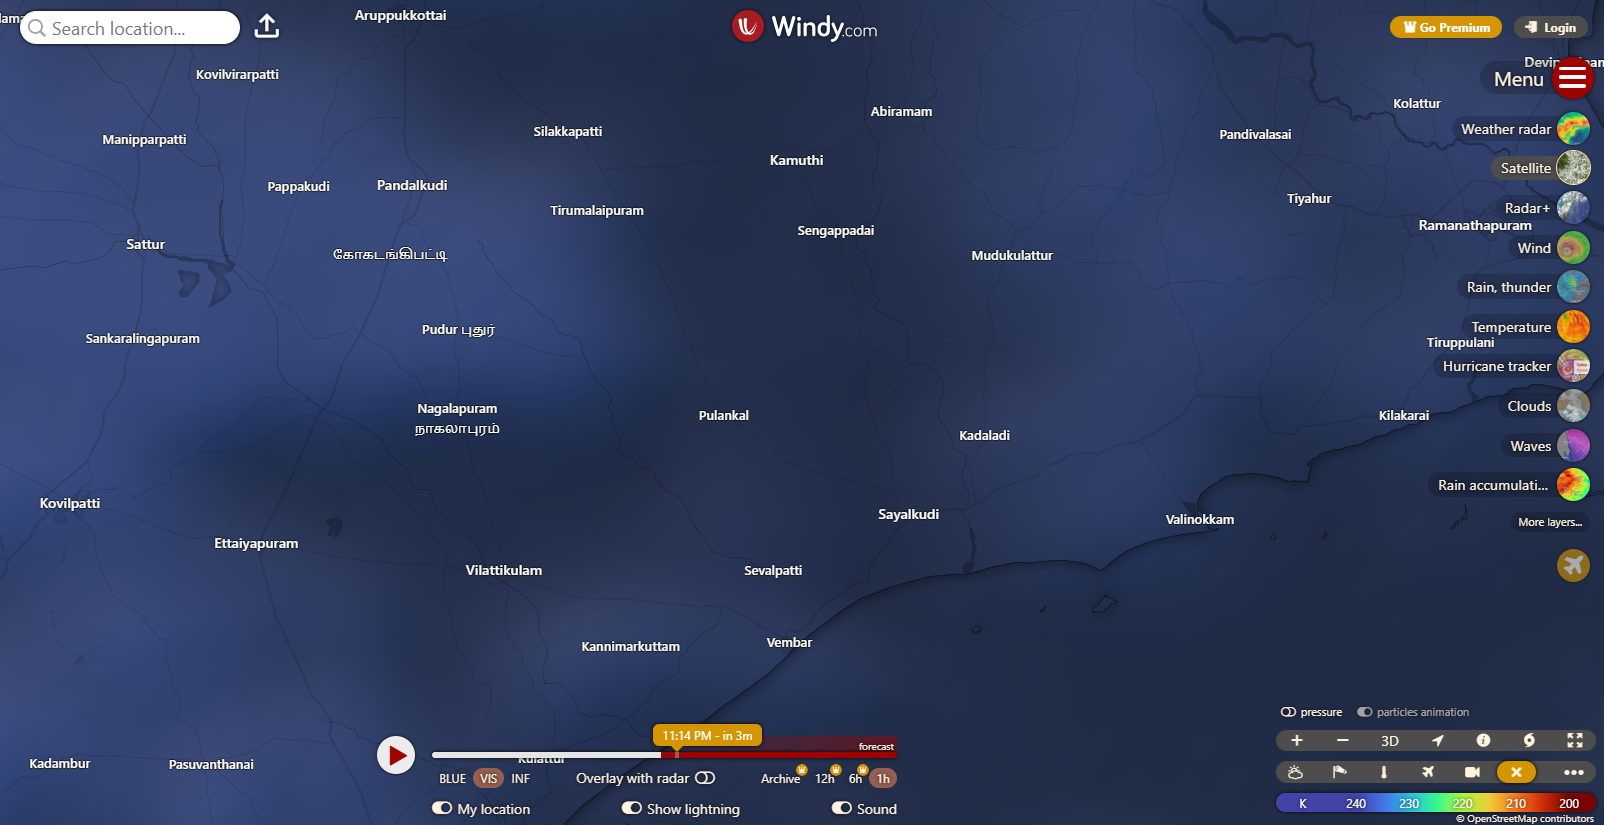 Search location...
Windy.com
Go Premium
Login
Menu
Weather radar
Satellite
Radar+
Wind
Rain, thunder
Temperature
Hurricane tracker
Clouds
Waves
Rain accumulati...
More layers...
Aruppukkottai
Kovilvirarpatti
Abiramam
Kolattur
Silakkapatti
Pandivalasai
Manipparpatti
Kamuthi
Pappakudi
Pandalkudi
Tiyahur
Tirumalaipuram
Ramanathapuram
Sengappadai
Sattur
கோகடங்கிபட்டி
Mudukulattur
Pudur புதுர்
Sankaralingapuram
Tiruppulani
Nagalapuram
நாகலாபுரம்
Pulankal
Kilakarai
Kadaladi
Kovilpatti
Sayalkudi
Valinokkam
Ettaiyapuram
Vilattikulam
Sevalpatti
Kannimarkuttam
Vembar
Kadambur
Pasuvanthanai
Kulattur
11:14 PM - in 3m
forecast
BLUE VIS INF
Overlay with radar
Archive 12h 6h 1h
My location
Show lightning
Sound
pressure
particles animation
3D
K 240 230 220 210 200
© OpenStreetMap contributors